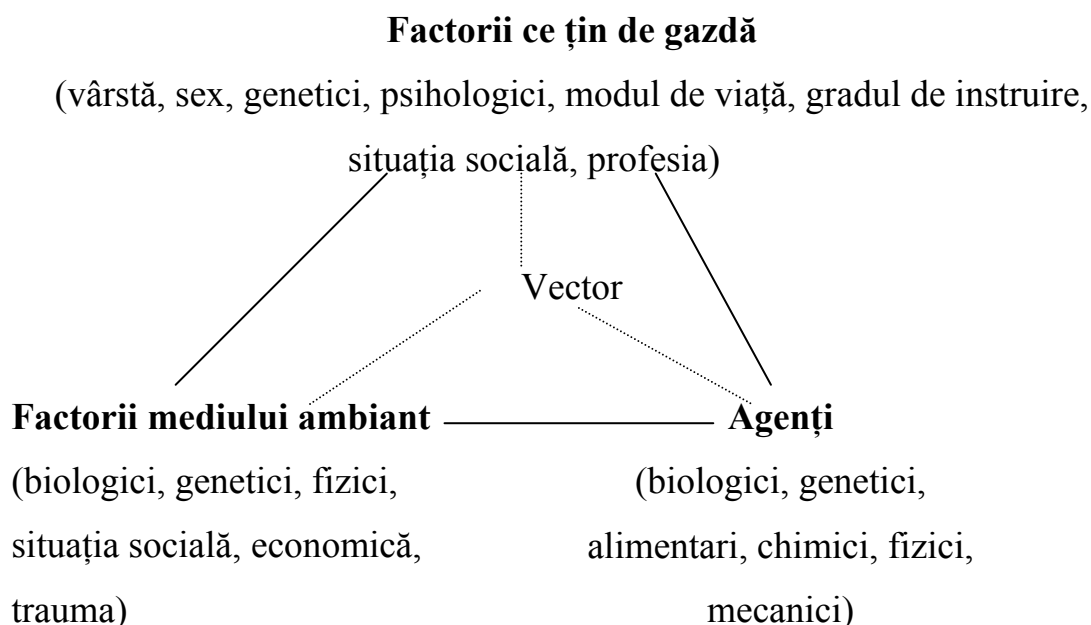 Factorii ce țin de gazdă
(vârstă, sex, genetici, psihologici, modul de viață, gradul de instruire,
situația socială, profesia)
Vector
Factorii mediului ambiant
Agenți
(biologici, genetici, fizici,
situația socială, economică,
trauma)
(biologici, genetici,
alimentari, chimici, fizici,
mecanici)